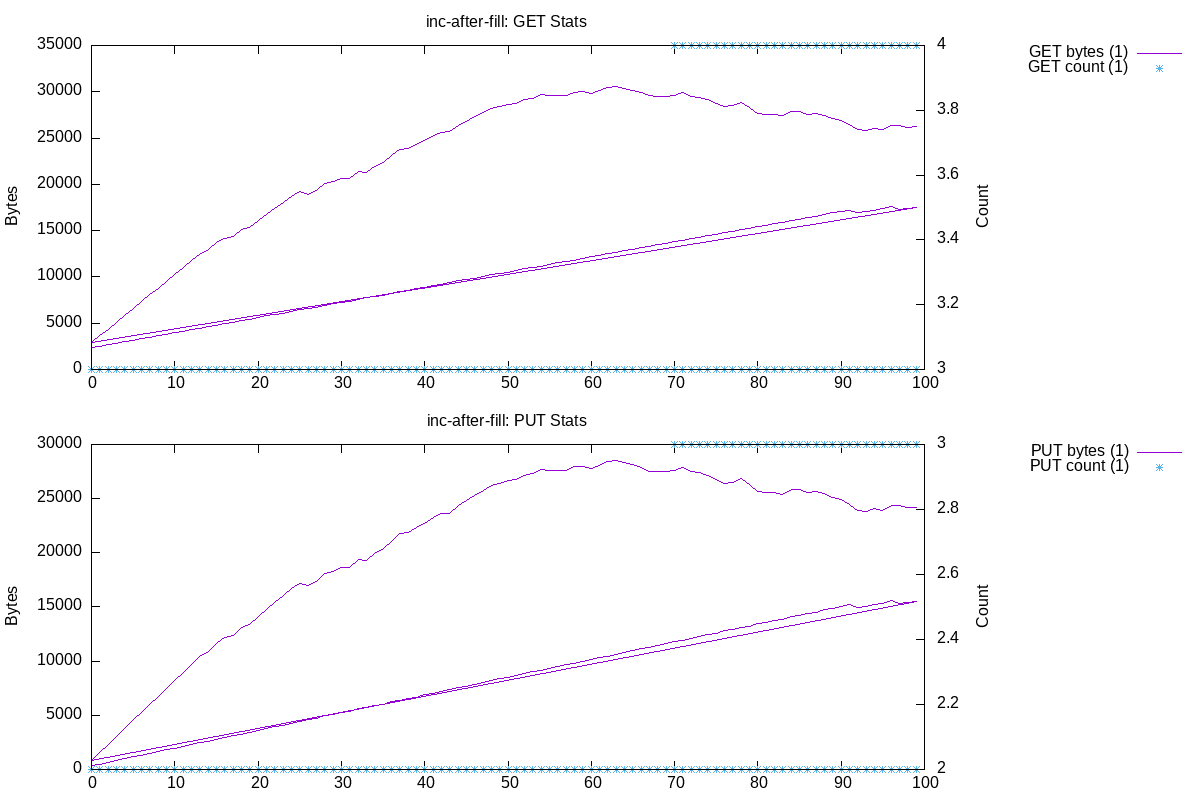 inc-after-fill: GET Stats
35000
30000
25000
20000
15000
10000
5000
0
Bytes
4
3.8
3.6
3.4
3.2
3
Count
0 10 20 30 40 50 60 70 80 90 100
GET bytes (1)
GET count (1)
inc-after-fill: PUT Stats
30000
25000
20000
15000
10000
5000
0
Bytes
3
2.8
2.6
2.4
2.2
2
Count
0 10 20 30 40 50 60 70 80 90 100
PUT bytes (1)
PUT count (1)